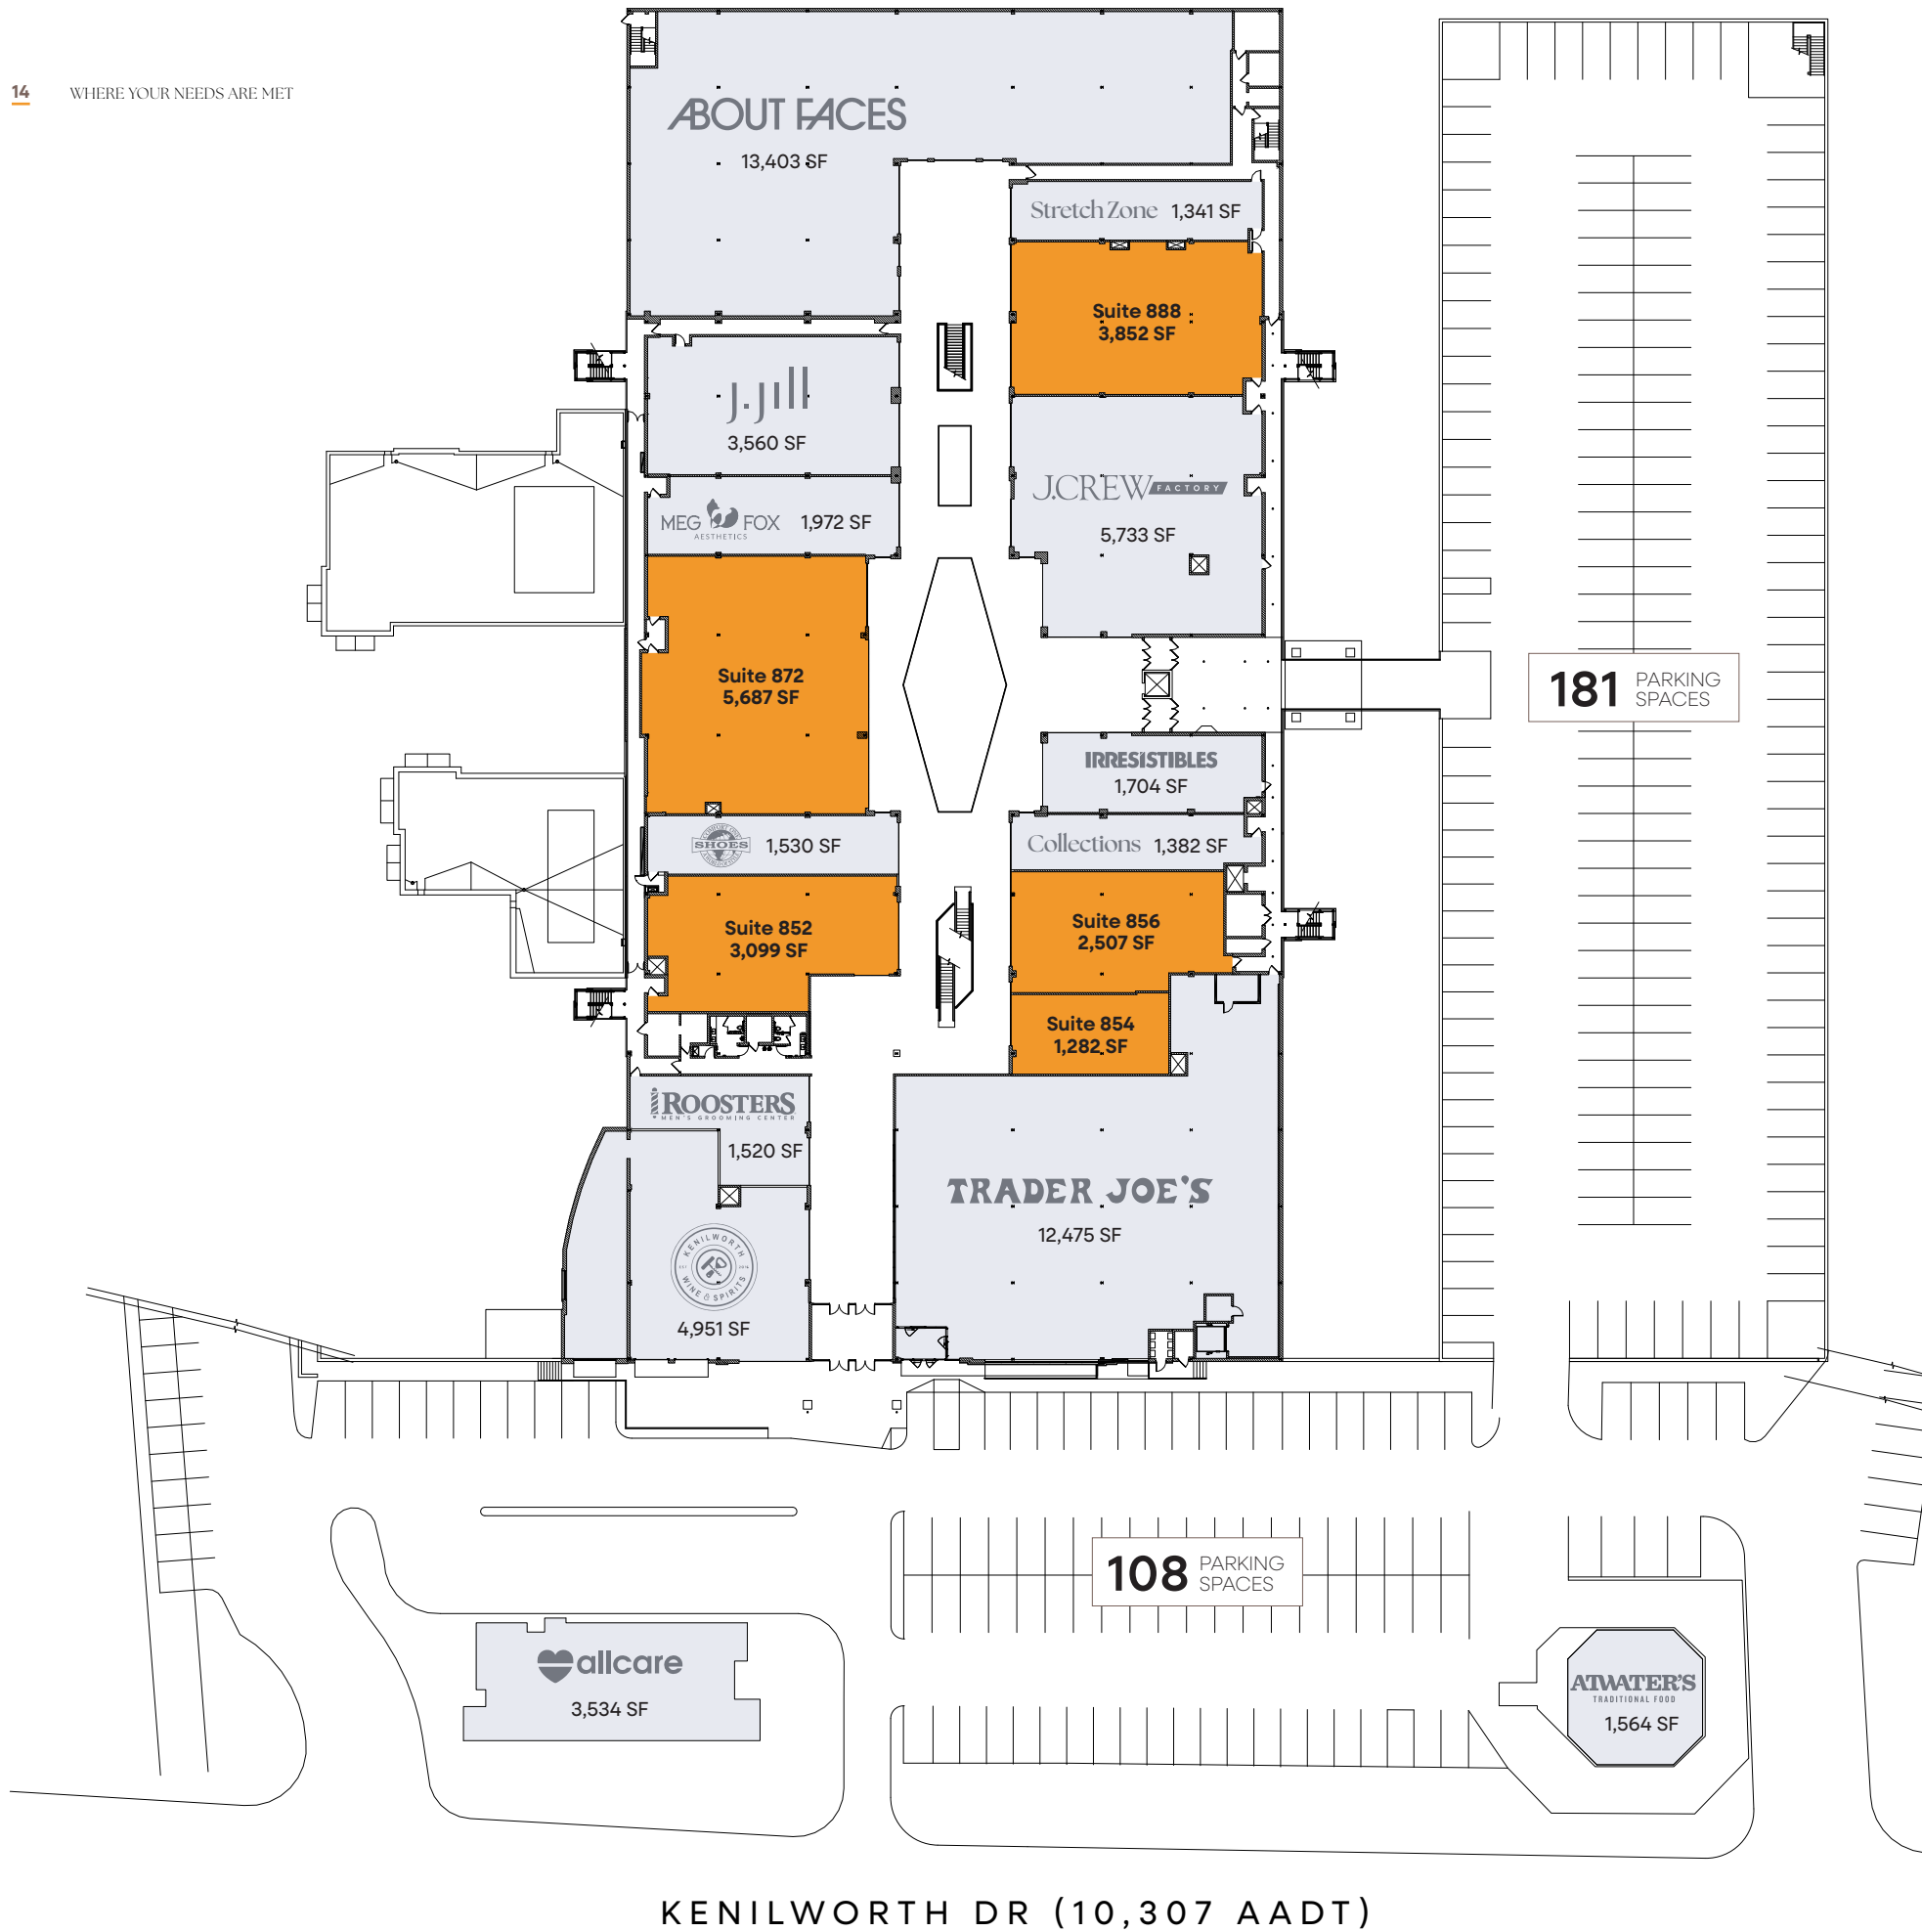 14 WHERE YOUR NEEDS ARE MET
ABOUT FACES
13,403 SF
Stretch Zone 1,341 SF
Suite 888
3,852 SF
J.Jill
3,560 SF
J.CREW FACTORY
5,733 SF
MEG FOX 1,972 SF
AESTHETICS
Suite 872
5,687 SF
181 PARKING
SPACES
IRRESISTIBLES
1,704 SF
SHOES 1,530 SF
Collections 1,382 SF
Suite 852
3,099 SF
Suite 856
2,507 SF
Suite 854
1,282 SF
ROOSTERS
MEN'S GROOMING CENTER
1,520 SF
TRADER JOE'S
12,475 SF
KENILWORTH
WINE & SPIRITS
4,951 SF
108 PARKING
SPACES
allcare
3,534 SF
ATWATER'S
TRADITIONAL FOOD
1,564 SF
KENILWORTH DR (10,307 AADT)